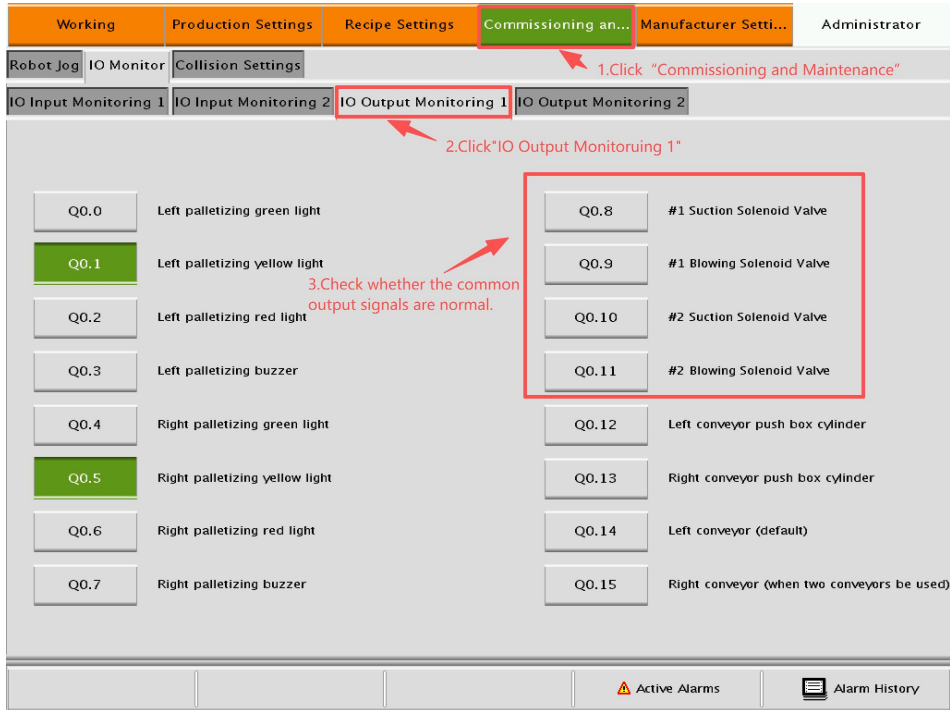 Working Production Settings Recipe Settings Commissioning an... Manufacturer Setti... Administrator
Robot Jog IO Monitor Collision Settings
1.Click “Commissioning and Maintenance”
IO Input Monitoring 1 IO Input Monitoring 2 IO Output Monitoring 1 IO Output Monitoring 2
2.Click"IO Output Monitoruing 1"
Q0.0 Left palletizing green light
Q0.1 Left palletizing yellow light
Q0.2 Left palletizing red light
Q0.3 Left palletizing buzzer
Q0.4 Right palletizing green light
Q0.5 Right palletizing yellow light
Q0.6 Right palletizing red light
Q0.7 Right palletizing buzzer
3.Check whether the common
output signals are normal.
Q0.8 #1 Suction Solenoid Valve
Q0.9 #1 Blowing Solenoid Valve
Q0.10 #2 Suction Solenoid Valve
Q0.11 #2 Blowing Solenoid Valve
Q0.12 Left conveyor push box cylinder
Q0.13 Right conveyor push box cylinder
Q0.14 Left conveyor (default)
Q0.15 Right conveyor (when two conveyors be used)
Active Alarms Alarm History